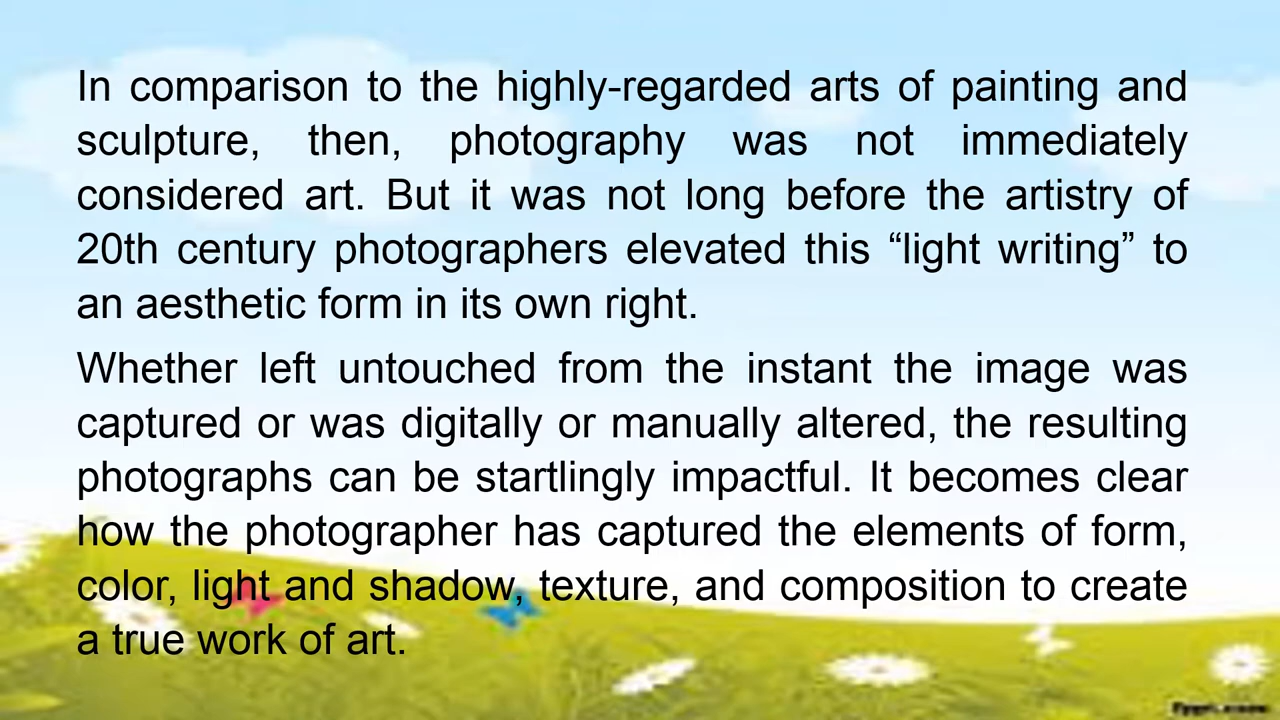 In comparison to the highly-regarded arts of painting and
sculpture, then, photography was not immediately
considered art. But it was not long before the artistry of
20th century photographers elevated this “light writing” to
an aesthetic form in its own right.
Whether left untouched from the instant the image was
captured or was digitally or manually altered, the resulting
photographs can be startlingly impactful. It becomes clear
how the photographer has captured the elements of form,
color, light and shadow, texture, and composition to create
a true work of art.